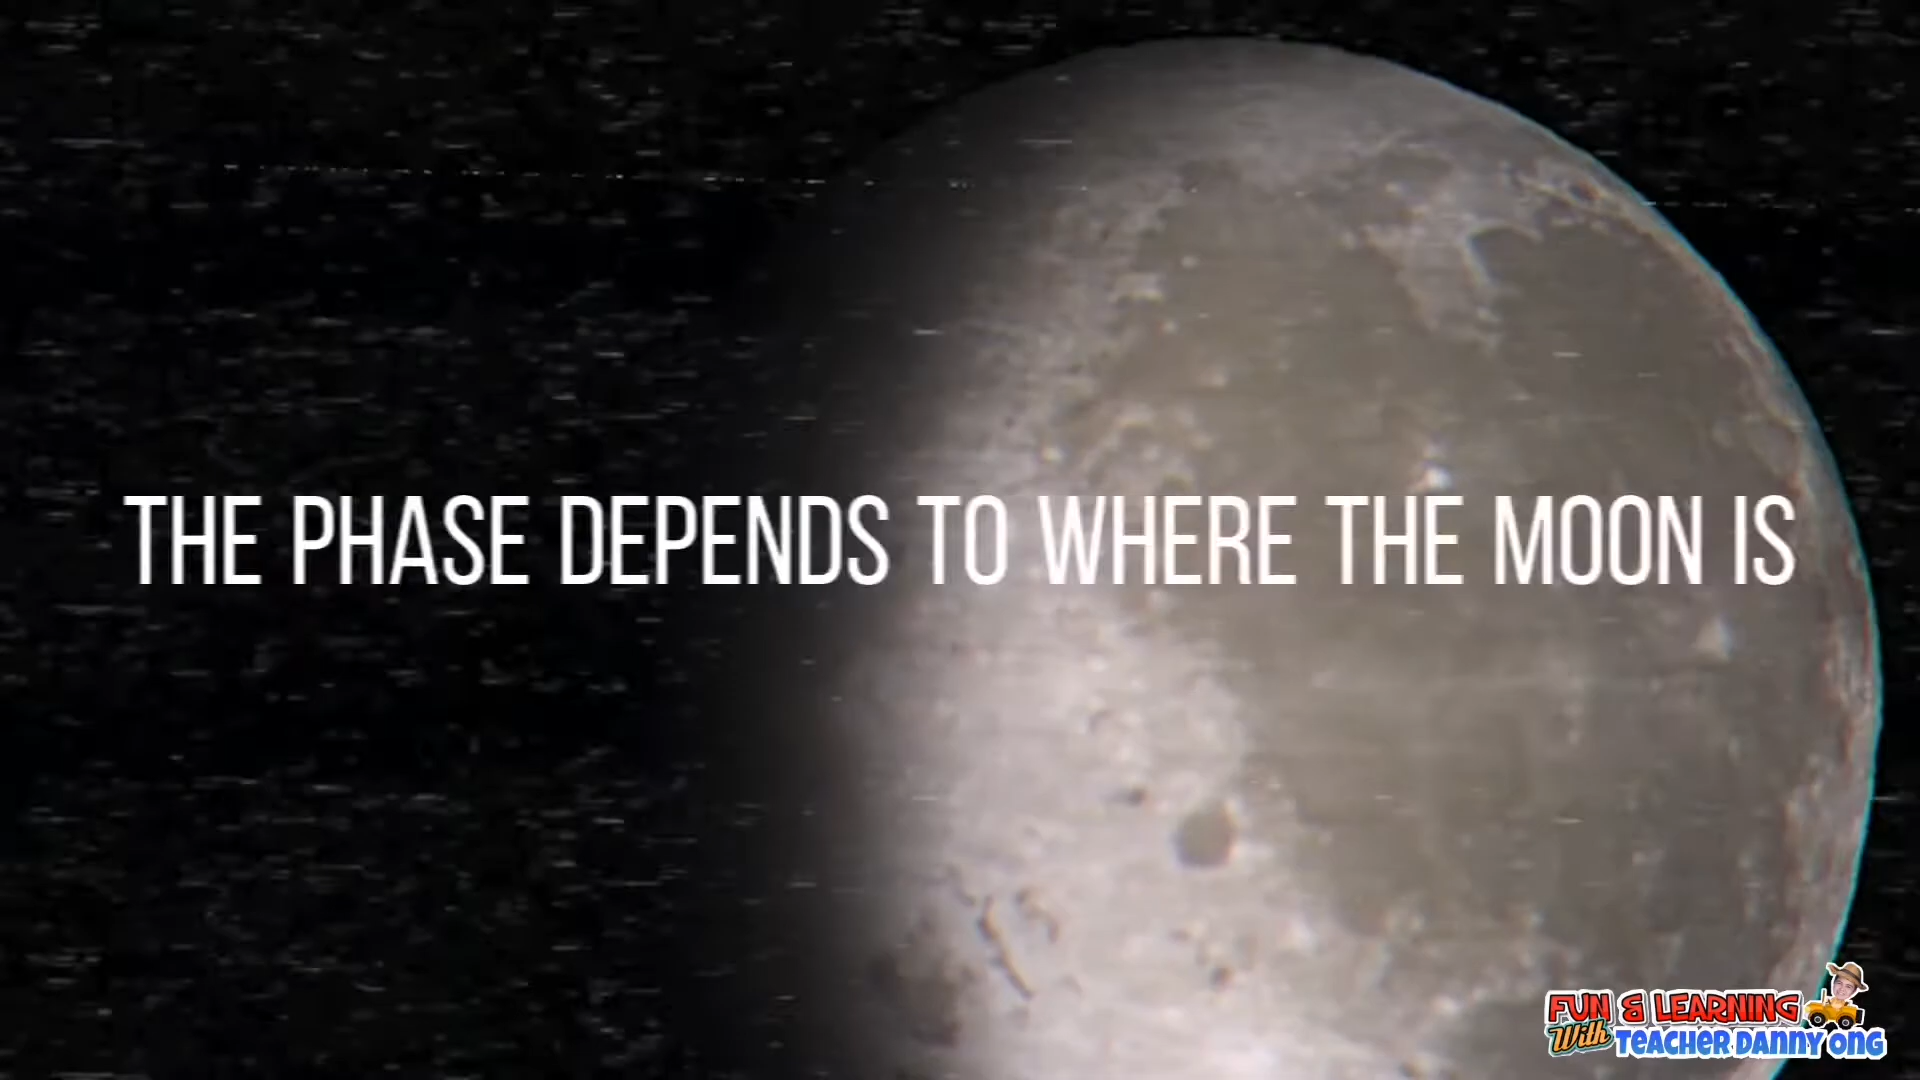 THE PHASE DEPENDS TO WHERE THE MOON IS
FUN & LEARNING
With TEACHER DANNY ONG